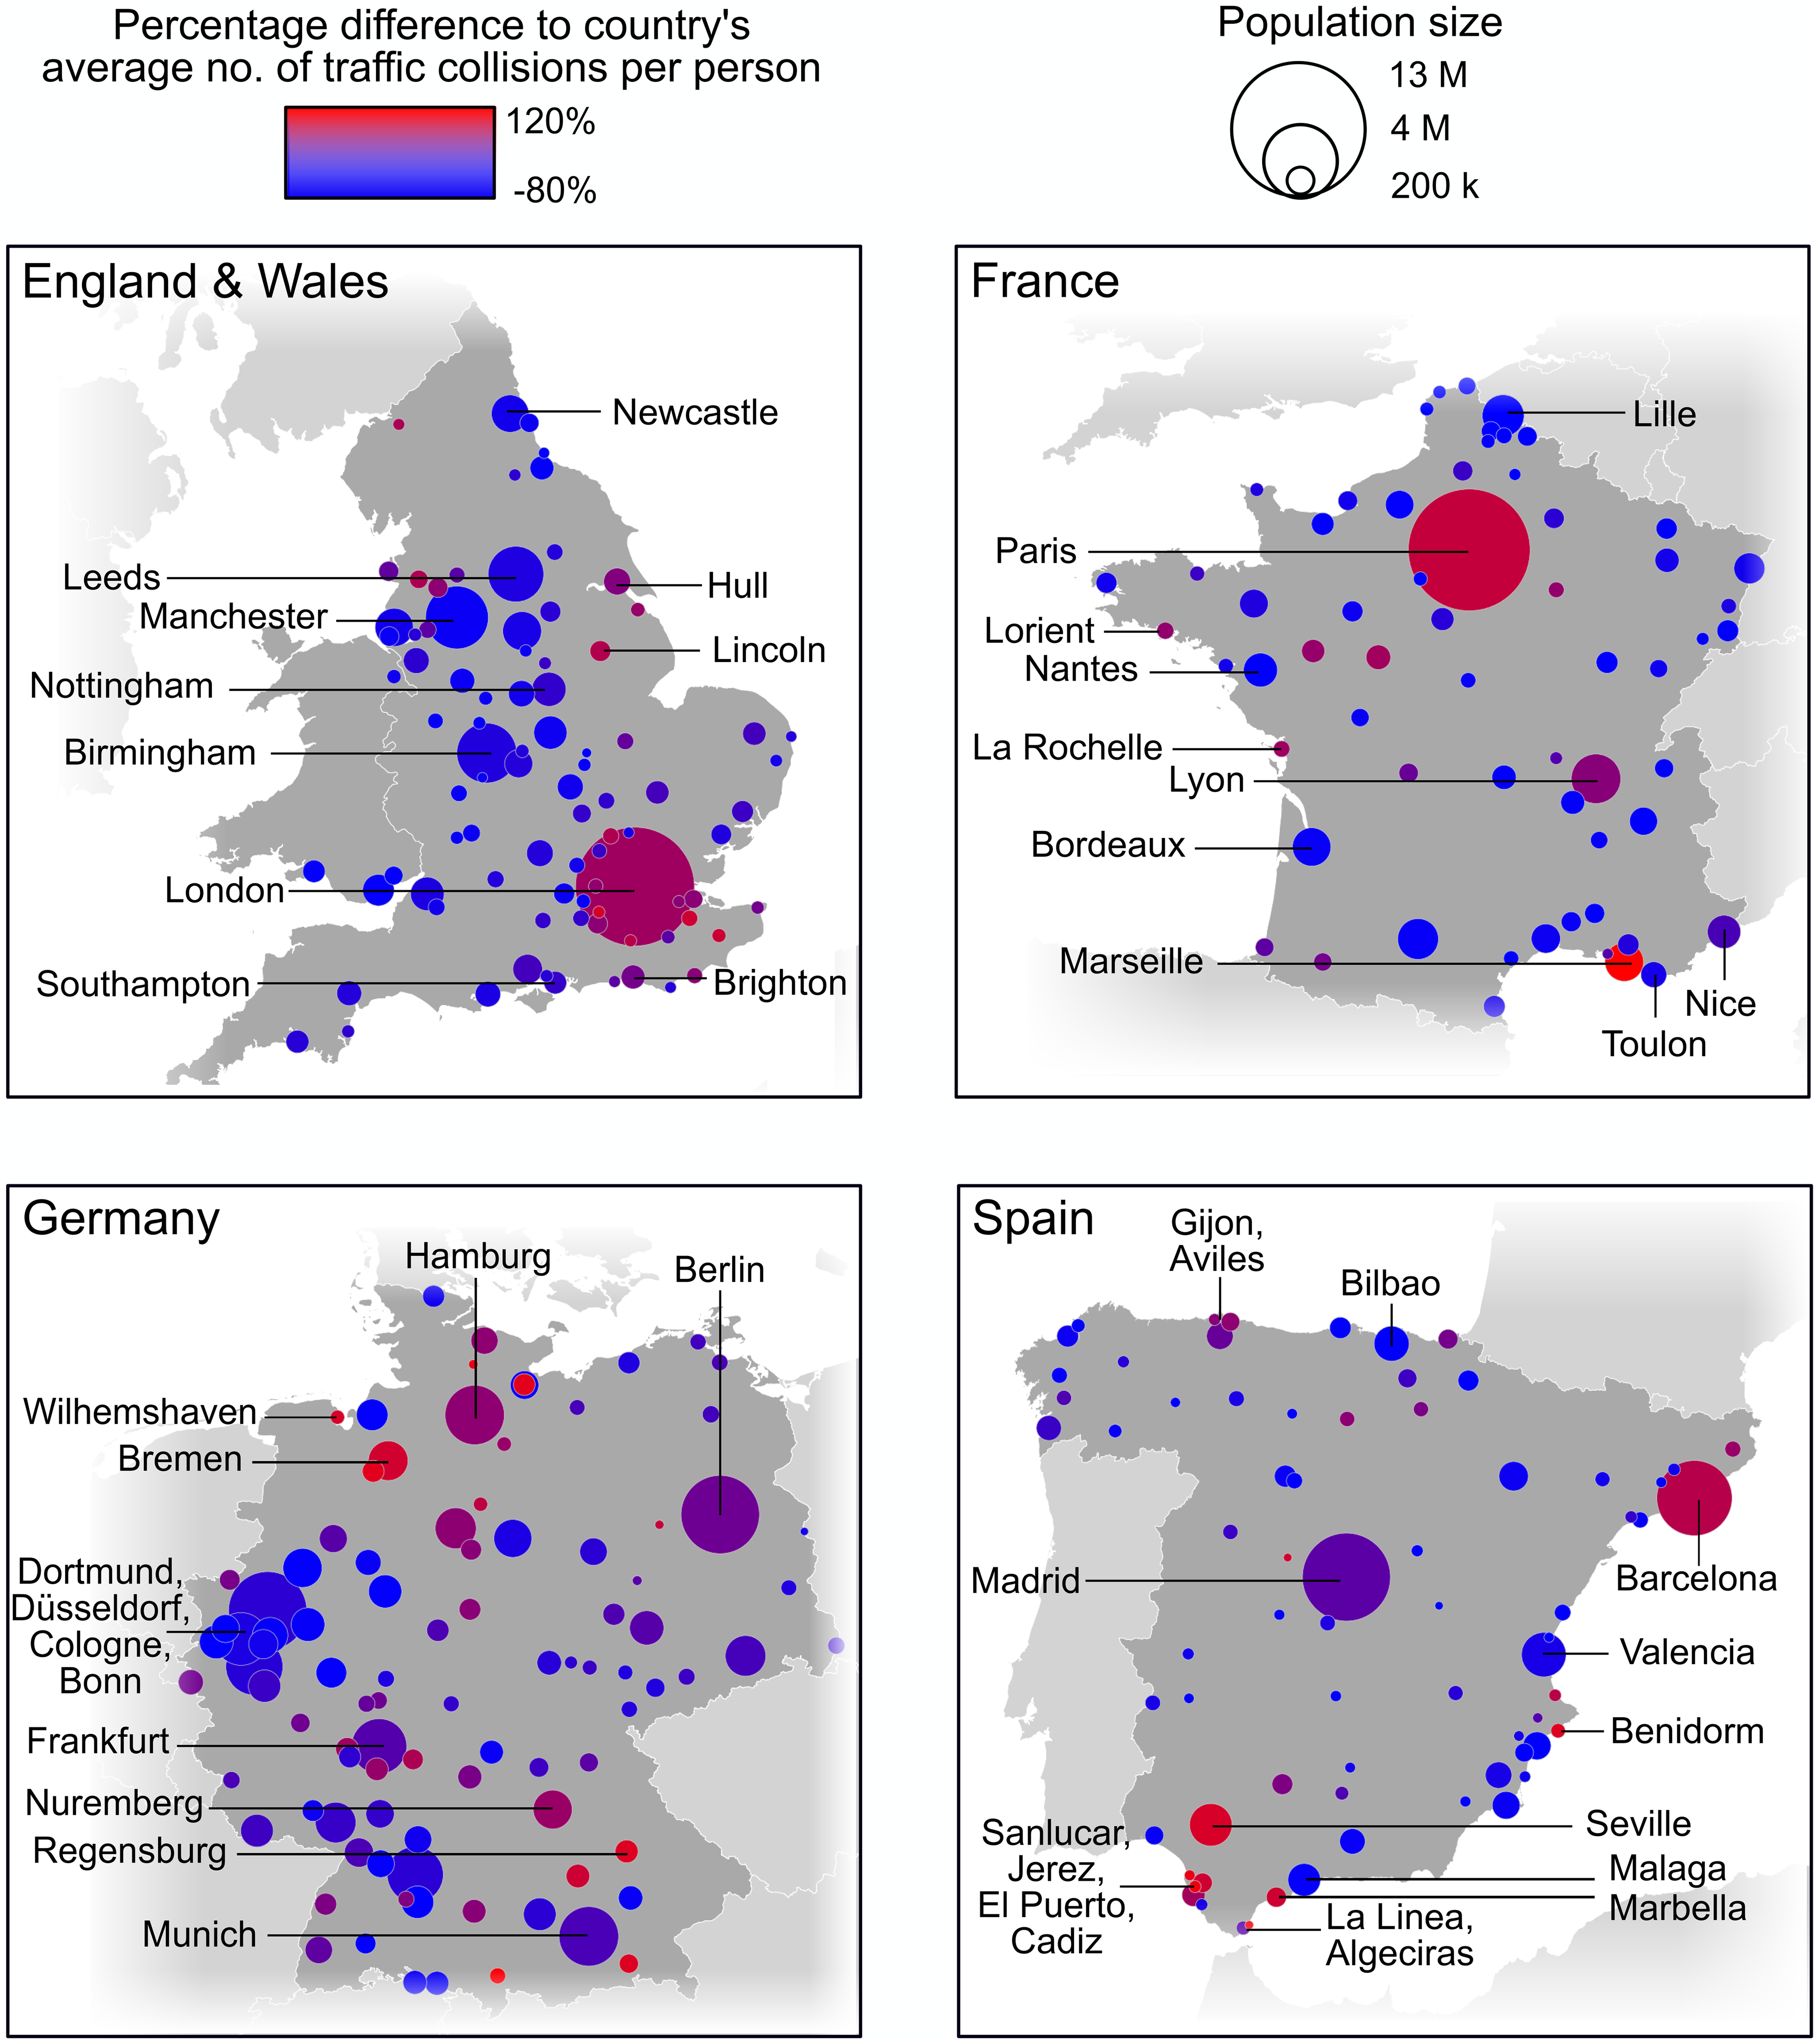 Percentage difference to country's
average no. of traffic collisions per person
120%
-80%
Population size
13 M
4 M
200 k
England & Wales
Newcastle
Leeds
Hull
Manchester
Lincoln
Nottingham
Birmingham
London
Southampton
Brighton
France
Lille
Paris
Lorient
Nantes
La Rochelle
Lyon
Bordeaux
Marseille
Nice
Toulon
Germany
Hamburg
Berlin
Wilhemshaven
Bremen
Dortmund,
Düsseldorf,
Cologne,
Bonn
Frankfurt
Nuremberg
Regensburg
Munich
Spain
Gijon,
Aviles
Bilbao
Madrid
Barcelona
Valencia
Benidorm
Seville
Sanlucar,
Jerez,
El Puerto,
Cadiz
Malaga
Marbella
La Linea,
Algeciras